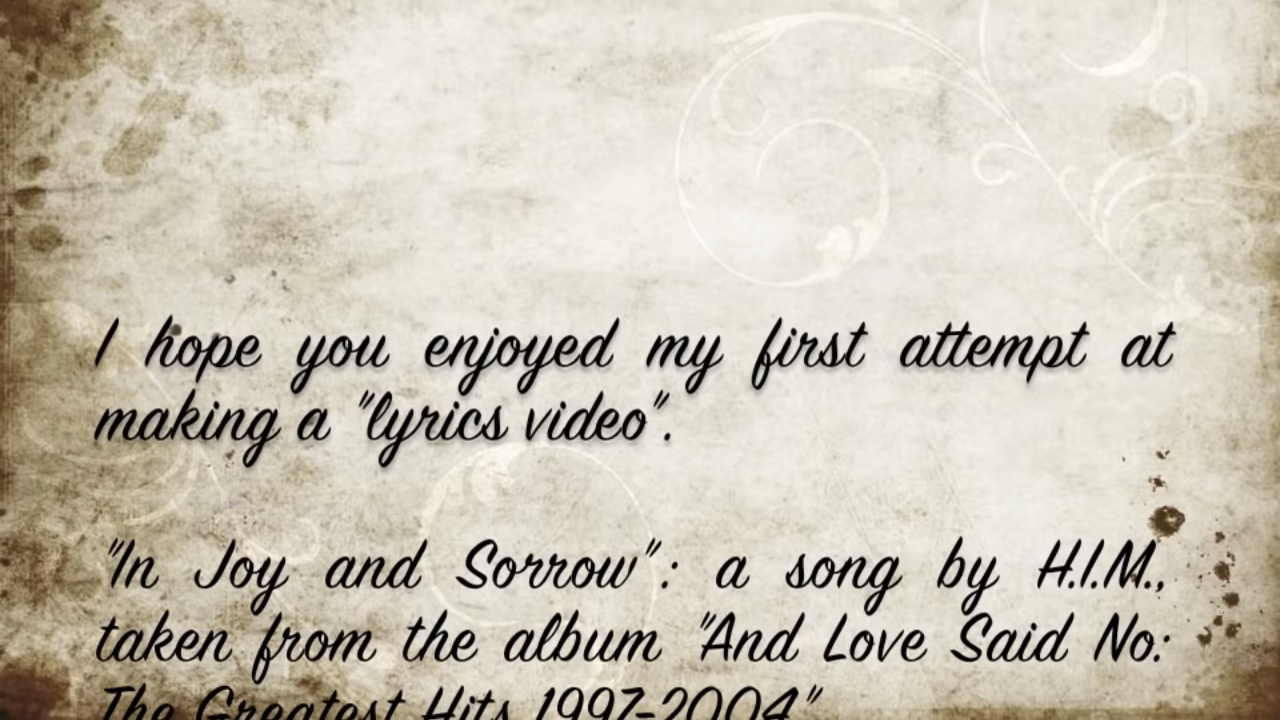 I hope you enjoyed my first attempt at
making a "lyrics video".
"In Joy and Sorrow": a song by H.I.M.,
taken from the album "And Love Said No:
The Greatest Hits 1997-2004"